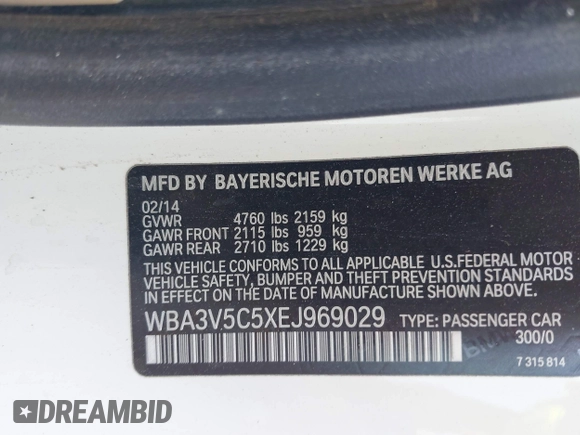 MFD BY BAYERISCHE MOTOREN WERKE AG
02/14
GVWR 4760 lbs 2159 kg
GAWR FRONT 2115 lbs 959 kg
GAWR REAR 2710 lbs 1229 kg
THIS VEHICLE CONFORMS TO ALL APPLICABLE U.S.FEDERAL MOTOR
VEHICLE SAFETY, BUMPER AND THEFT PREVENTION STANDARDS
IN EFFECT ON THE DATE OF MANUFACTURE SHOWN ABOVE.
WBA3V5C5XEJ969029 TYPE: PASSENGER CAR
300/0
7 315 814
DREAMBID